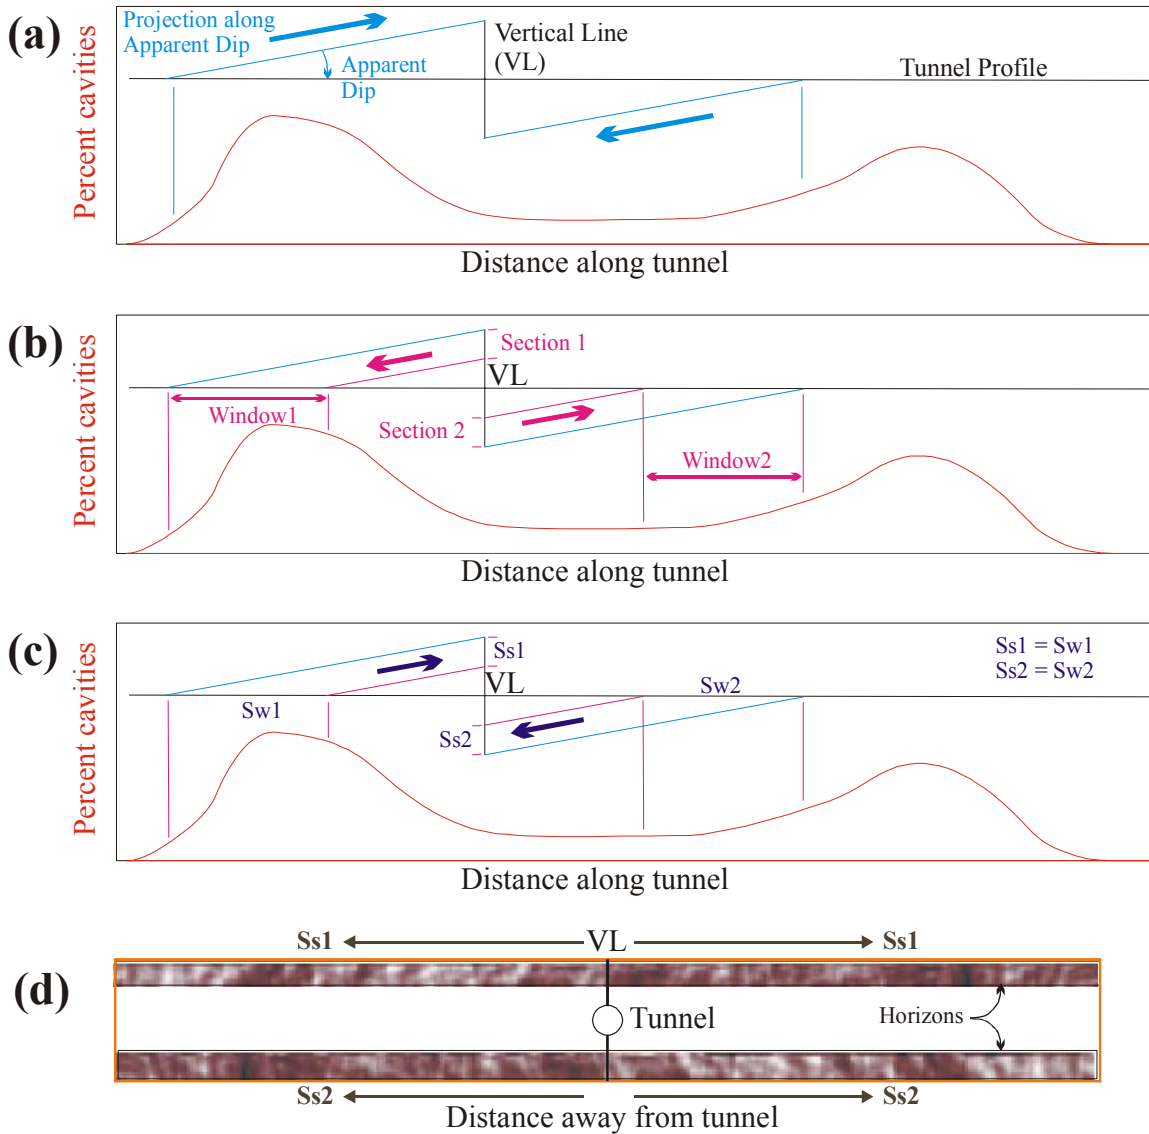 (a)
Percent cavities
Projection along
Apparent Dip
Apparent
Dip
Vertical Line
(VL)
Tunnel Profile
Distance along tunnel
(b)
Percent cavities
Section 1
VL
Window1
Section 2
Window2
Distance along tunnel
(c)
Percent cavities
Ss1
VL
Sw1
Sw2
Ss2
Ss1 = Sw1
Ss2 = Sw2
Distance along tunnel
(d)
Ss1
VL
Ss1
Tunnel
Horizons
Ss2
Ss2
Distance away from tunnel